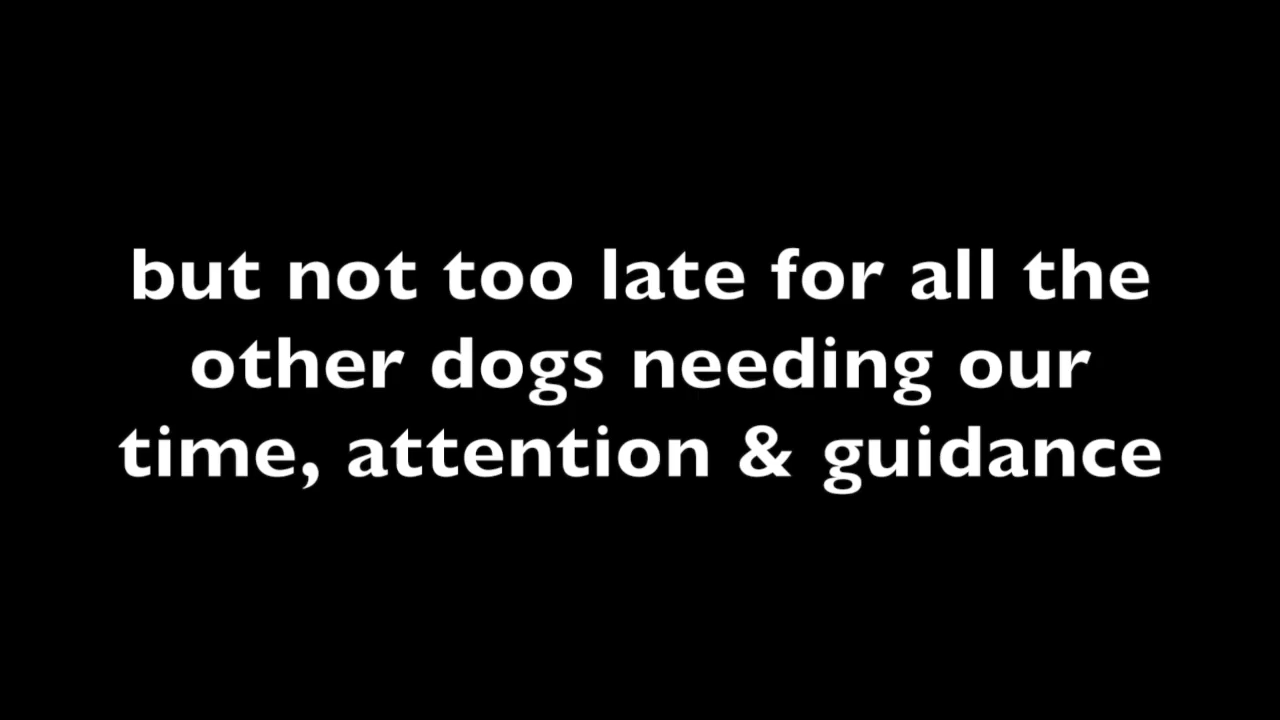 but not too late for all the
other dogs needing our
time, attention & guidance